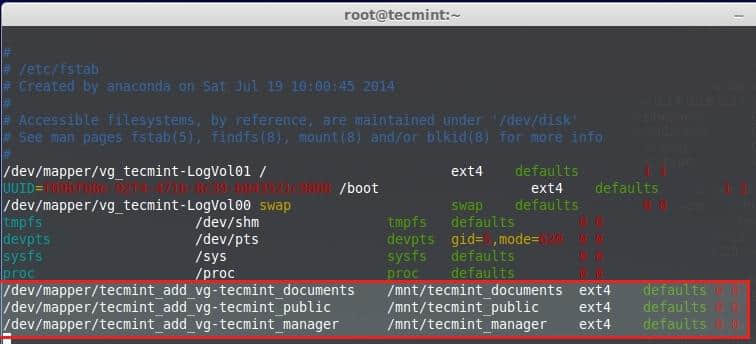 root@tecmint:~
#
# /etc/fstab
# Created by anaconda on Sat Jul 19 10:00:45 2014
#
# Accessible filesystems, by reference, are maintained under '/dev/disk'
# See man pages fstab(5), findfs(8), mount(8) and/or blkid(8) for more info
#
/dev/mapper/vg_tecmint-LogVol01 / ext4 defaults 1 1
/boot ext4 defaults 1 2
/dev/mapper/vg_tecmint-LogVol00 swap swap defaults 0 0
tmpfs /dev/shm tmpfs defaults 0 0
devpts /dev/pts devpts gid=5,mode=620 0 0
sysfs /sys sysfs defaults 0 0
proc /proc proc defaults 0 0
/dev/mapper/tecmint_add_vg-tecmint_documents /mnt/tecmint_documents ext4 defaults 0 0
/dev/mapper/tecmint_add_vg-tecmint_public /mnt/tecmint_public ext4 defaults 0 0
/dev/mapper/tecmint_add_vg-tecmint_manager /mnt/tecmint_manager ext4 defaults 0 0